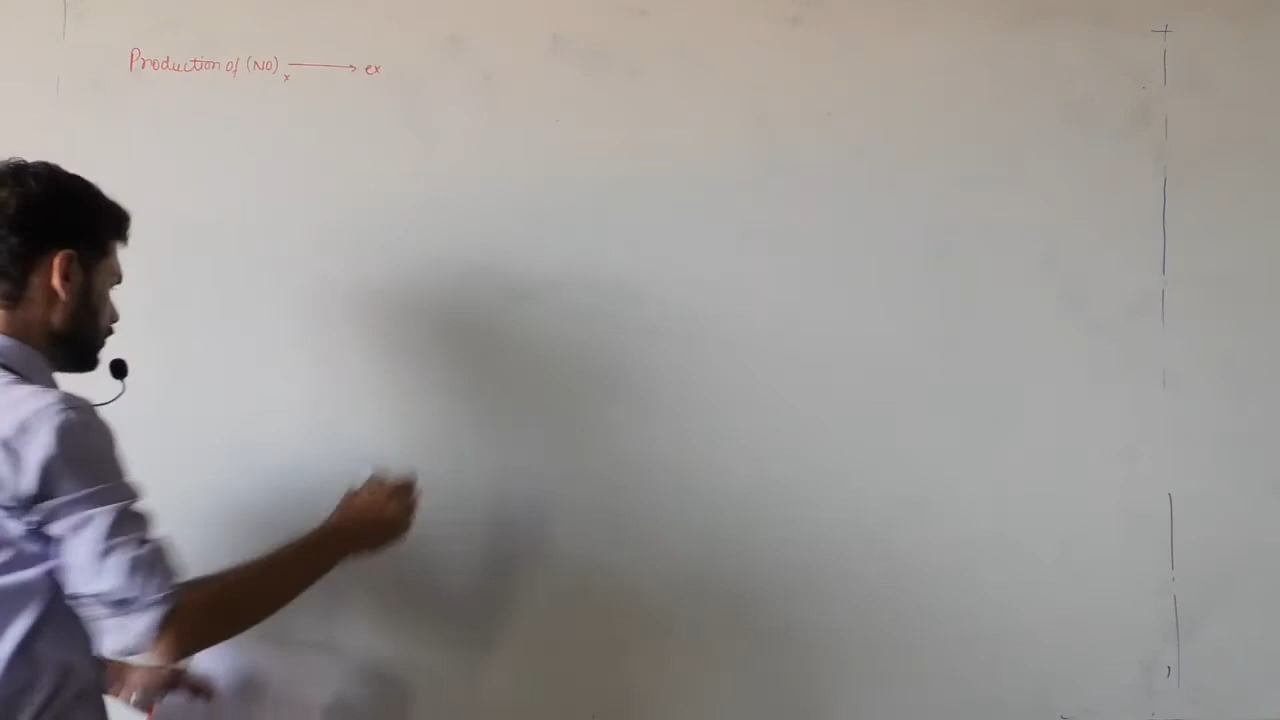 Production of (NO)x ⟶ ex